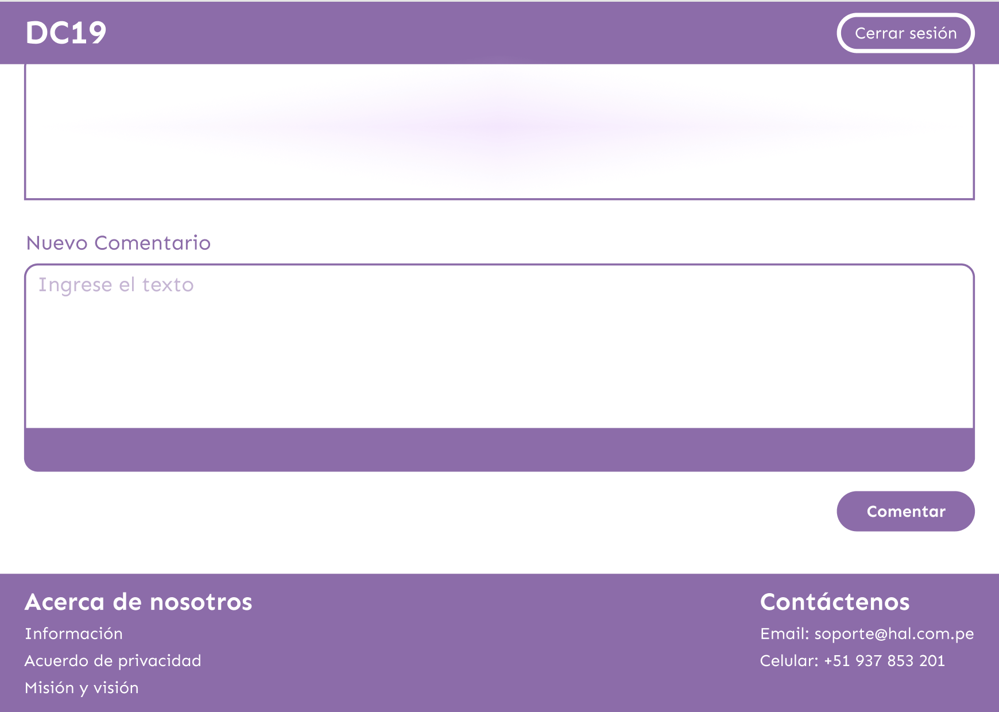 DC19
Cerrar sesión
Nuevo Comentario
Ingrese el texto
Comentar
Acerca de nosotros
Información
Acuerdo de privacidad
Misión y visión
Contáctenos
Email: soporte@hal.com.pe
Celular: +51 937 853 201